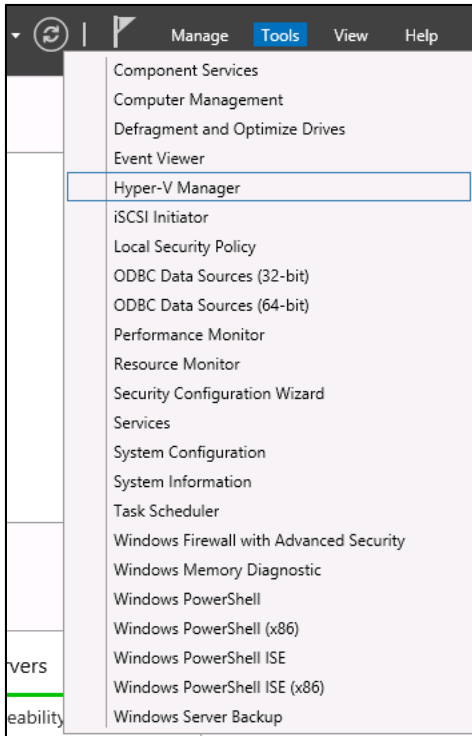 Manage Tools View Help
Component Services
Computer Management
Defragment and Optimize Drives
Event Viewer
Hyper-V Manager
iSCSI Initiator
Local Security Policy
ODBC Data Sources (32-bit)
ODBC Data Sources (64-bit)
Performance Monitor
Resource Monitor
Security Configuration Wizard
Services
System Configuration
System Information
Task Scheduler
Windows Firewall with Advanced Security
Windows Memory Diagnostic
Windows PowerShell
Windows PowerShell (x86)
vers
Windows PowerShell ISE
Windows PowerShell ISE (x86)
eability
Windows Server Backup